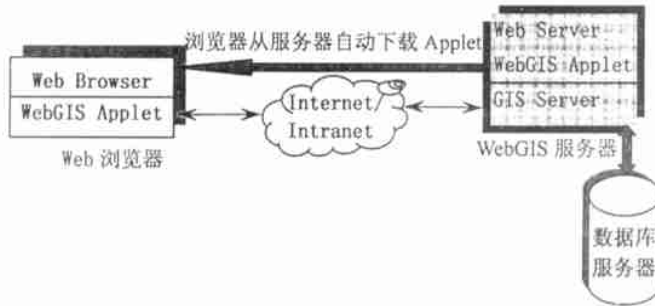 浏览器从服务器自动下载 Applet
Web Browser
WebGIS Applet
Web 浏览器
Internet/
Intranet
Web Server
WebGIS Applet
GIS Server
WebGIS 服务器
数据库
服务器